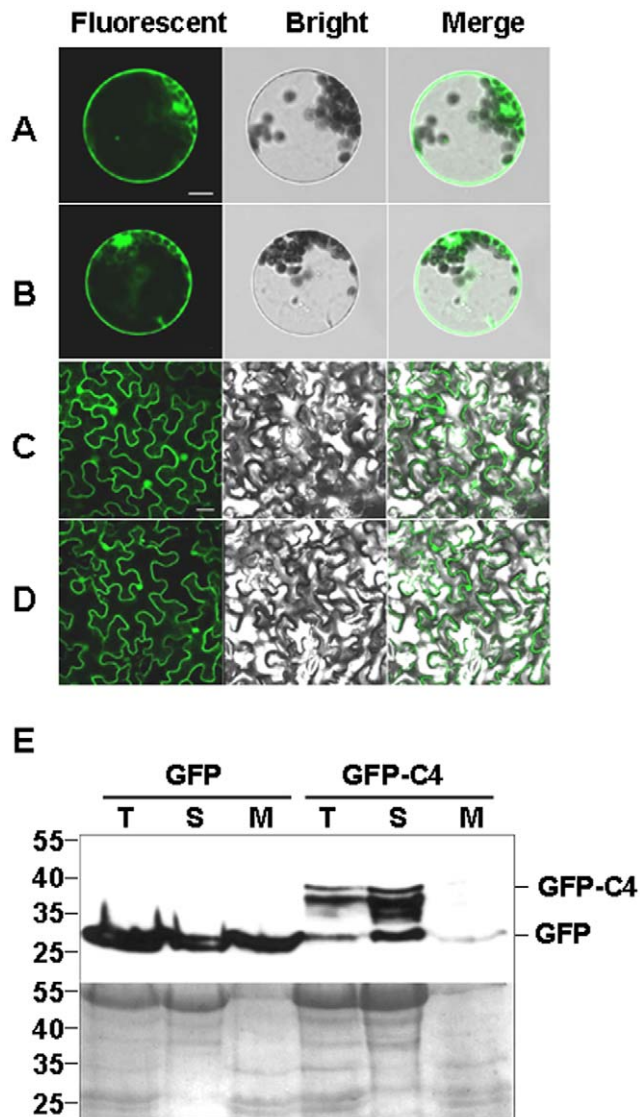 Fluorescent Bright Merge
A
B
C
D
E
GFP GFP-C4
T S M T S M
55
40
35
25
GFP-C4
GFP
55
40
35
25